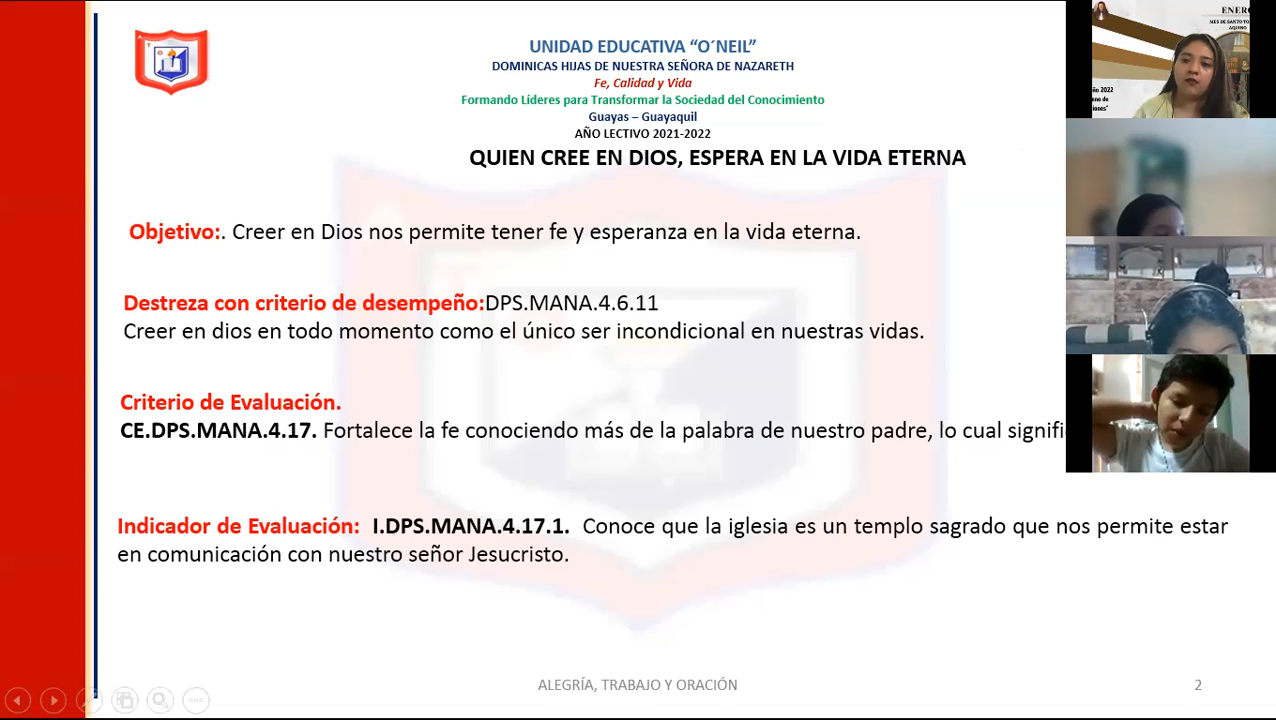 UNIDAD EDUCATIVA “O´NEIL”
DOMINICAS HIJAS DE NUESTRA SEÑORA DE NAZARETH
Fe, Calidad y Vida
Formando Líderes para Transformar la Sociedad del Conocimiento
Guayas – Guayaquil
AÑO LECTIVO 2021-2022
QUIEN CREE EN DIOS, ESPERA EN LA VIDA ETERNA
Objetivo:. Creer en Dios nos permite tener fe y esperanza en la vida eterna.
Destreza con criterio de desempeño:DPS.MANA.4.6.11
Creer en dios en todo momento como el único ser incondicional en nuestras vidas.
Criterio de Evaluación.
CE.DPS.MANA.4.17. Fortalece la fe conociendo más de la palabra de nuestro padre, lo cual signifi
Indicador de Evaluación: I.DPS.MANA.4.17.1. Conoce que la iglesia es un templo sagrado que nos permite estar
en comunicación con nuestro señor Jesucristo.
ALEGRÍA, TRABAJO Y ORACIÓN
2
ENERO
MES DE SANTO TO
AQUINO
2022